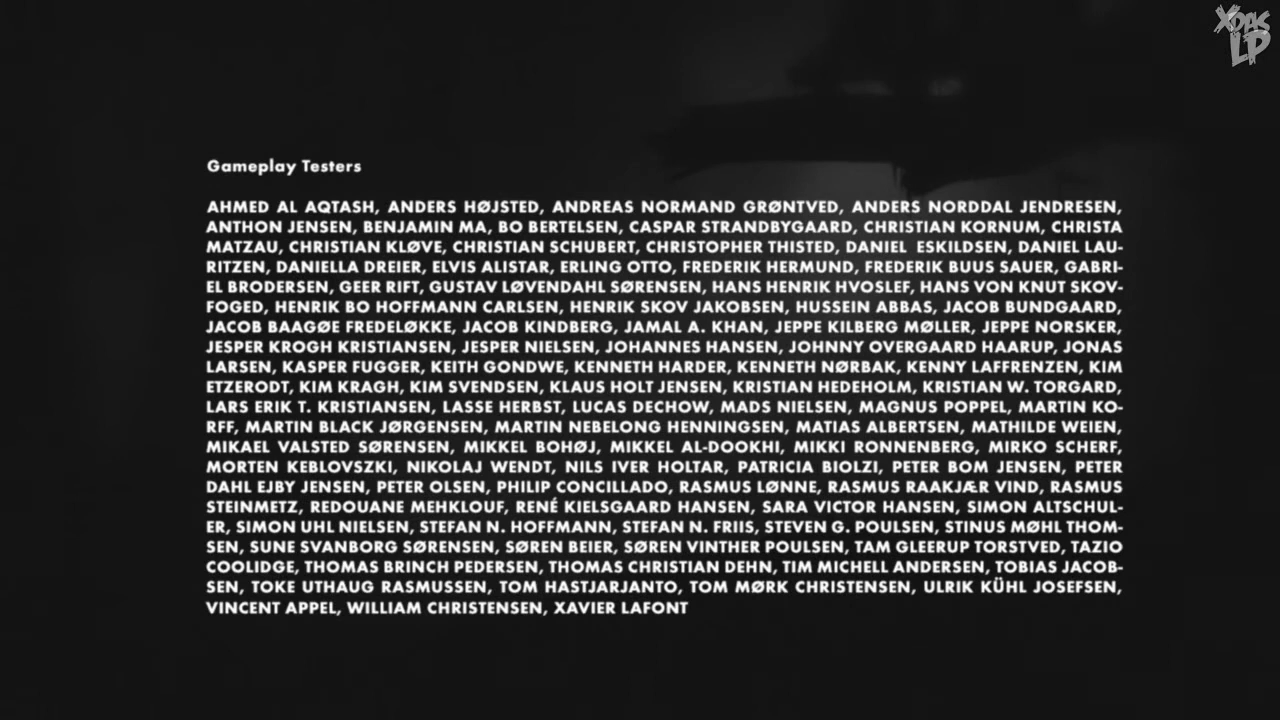 XDAS
LP
Gameplay Testers
AHMED AL AQTASH, ANDERS HØJSTED, ANDREAS NORMAND GRØNTVED, ANDERS NORDDAL JENDRESEN,
ANTHON JENSEN, BENJAMIN MA, BO BERTELSEN, CASPAR STRANDBYGAARD, CHRISTIAN KORNUM, CHRISTA
MATZAU, CHRISTIAN KLØVE, CHRISTIAN SCHUBERT, CHRISTOPHER THISTED, DANIEL ESKILDSEN, DANIEL LAU-
RITZEN, DANIELLA DREIER, ELVIS ALISTAR, ERLING OTTO, FREDERIK HERMUND, FREDERIK BUUS SAUER, GABRI-
EL BRODERSEN, GEER RIFT, GUSTAV LØVENDAHL SØRENSEN, HANS HENRIK HVOSLEF, HANS VON KNUT SKOV-
FOGED, HENRIK BO HOFFMANN CARLSEN, HENRIK SKOV JAKOBSEN, HUSSEIN ABBAS, JACOB BUNDGAARD,
JACOB BAAGØE FREDELØKKE, JACOB KINDBERG, JAMAL A. KHAN, JEPPE KILBERG MØLLER, JEPPE NORSKER,
JESPER KROGH KRISTIANSEN, JESPER NIELSEN, JOHANNES HANSEN, JOHNNY OVERGAARD HAARUP, JONAS
LARSEN, KASPER FUGGER, KEITH GONDWE, KENNETH HARDER, KENNETH NØRBAK, KENNY LAFFRENZEN, KIM
ETZERODT, KIM KRAGH, KIM SVENDSEN, KLAUS HOLT JENSEN, KRISTIAN HEDEHOLM, KRISTIAN W. TORGARD,
LARS ERIK T. KRISTIANSEN, LASSE HERBST, LUCAS DECHOW, MADS NIELSEN, MAGNUS POPPEL, MARTIN KO-
RFF, MARTIN BLACK JØRGENSEN, MARTIN NEBELONG HENNINGSEN, MATIAS ALBERTSEN, MATHILDE WEIEN,
MIKAEL VALSTED SØRENSEN, MIKKEL BOHØJ, MIKKEL AL-DOOKHI, MIKKI RONNENBERG, MIRKO SCHERF,
MORTEN KEBLOVSZKI, NIKOLAJ WENDT, NILS IVER HOLTAR, PATRICIA BIOLZI, PETER BOM JENSEN, PETER
DAHL EJBY JENSEN, PETER OLSEN, PHILIP CONCILLADO, RASMUS LØNNE, RASMUS RAAKJÆR VIND, RASMUS
STEINMETZ, REDOUANE MEHKLOUF, RENÉ KIELSGAARD HANSEN, SARA VICTOR HANSEN, SIMON ALTSCHUL-
ER, SIMON UHL NIELSEN, STEFAN N. HOFFMANN, STEFAN N. FRIIS, STEVEN G. POULSEN, STINUS MØHL THOM-
SEN, SUNE SVANBORG SØRENSEN, SØREN BEIER, SØREN VINTHER POULSEN, TAM GLEERUP TORSTVED, TAZIO
COOLIDGE, THOMAS BRINCH PEDERSEN, THOMAS CHRISTIAN DEHN, TIM MICHELL ANDERSEN, TOBIAS JACOB-
SEN, TOKE UTHAUG RASMUSSEN, TOM HASTJARJANTO, TOM MØRK CHRISTENSEN, ULRIK KÜHL JOSEFSEN,
VINCENT APPEL, WILLIAM CHRISTENSEN, XAVIER LAFONT